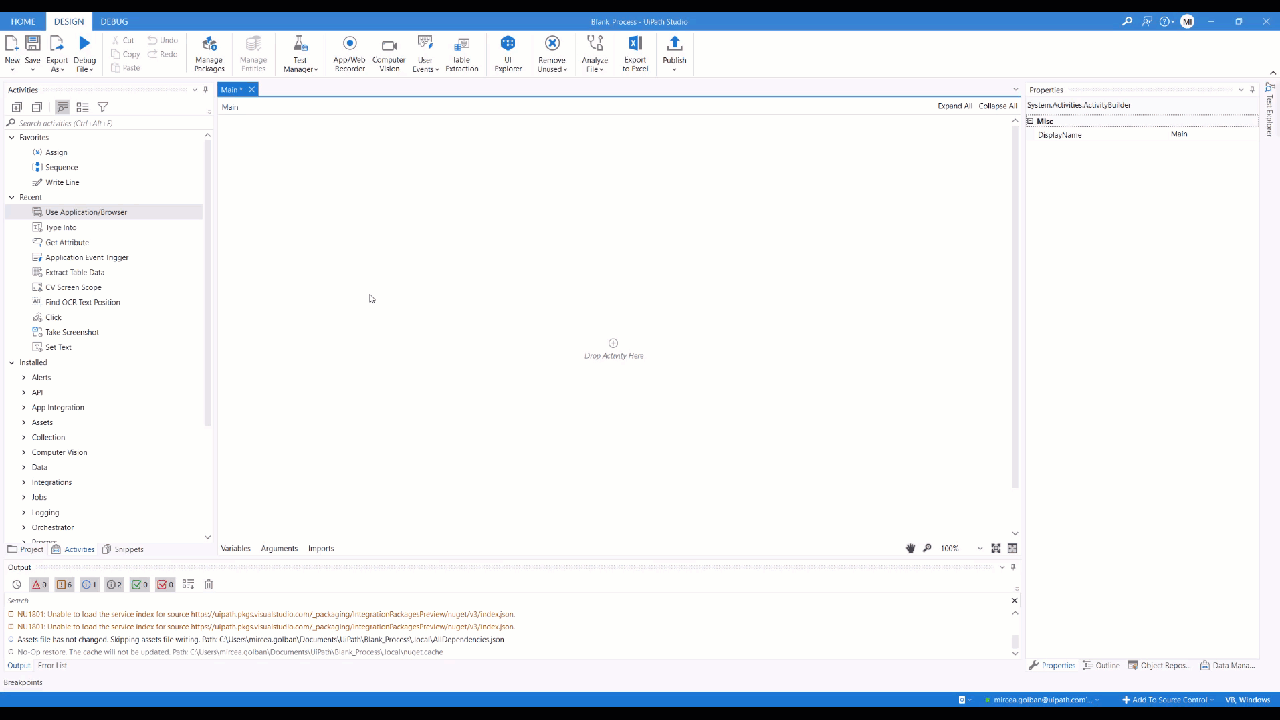 HOME DESIGN DEBUG
Blank Process - UiPath Studio
MI
New Save Export As Debug File
Cut Copy Paste Undo Redo
Manage Packages
Manage Entities
Test Manager
App/Web Recorder
Computer Vision
User Events
Table Extraction
UI Explorer
Remove Unused
Analyze File
Export to Excel
Publish
Activities
Search activities (Ctrl+Alt+F)
Favorites
Assign
Sequence
Write Line
Recent
Use Application/Browser
Type Into
Get Attribute
Application Event Trigger
Extract Table Data
CV Screen Scope
Find OCR Text Position
Click
Take Screenshot
Set Text
Installed
Alerts
API
App Integration
Assets
Collection
Computer Vision
Data
Integrations
Jobs
Logging
Orchestrator
Project Activities Snippets
Main *
Main
Expand All Collapse All
Drop Activity Here
Variables Arguments Imports
100%
Properties
System.Activities.ActivityBuilder
Misc
DisplayName Main
Test Explorer
Output
6 1 2 0
Search
NU1801: Unable to load the service index for source https://uipath.pkgs.visualstudio.com/_packaging/IntegrationPackagesPreview/nuget/v3/index.json.
NU1801: Unable to load the service index for source https://uipath.pkgs.visualstudio.com/_packaging/IntegrationPackagesPreview/nuget/v3/index.json.
Assets file has not changed. Skipping assets file writing. Path: C:\Users\mircea.golban\Documents\UiPath\Blank_Process\.local\AllDependencies.json
No-Op restore. The cache will not be updated. Path: C:\Users\mircea.golban\Documents\UiPath\Blank_Process\.local\nuget.cache
Output Error List
Properties Outline Object Repos... Data Mana...
Breakpoints
mircea.golban@uipath.com'...
Add To Source Control
VB, Windows